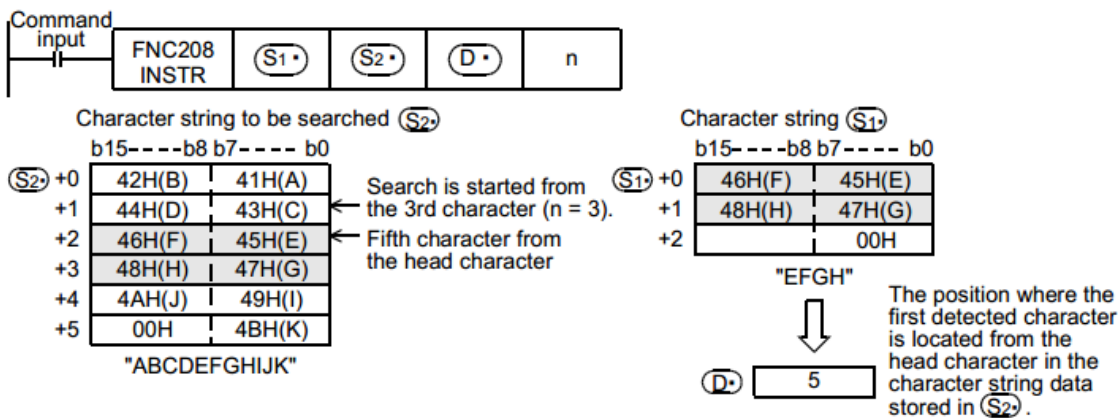 Command
input
FNC208
INSTR
S1・
S2・
D・
n
Character string to be searched S2・
b15----b8 b7---- b0
S2・ +0 42H(B) 41H(A)
+1 44H(D) 43H(C)
+2 46H(F) 45H(E)
+3 48H(H) 47H(G)
+4 4AH(J) 49H(I)
+5 00H 4BH(K)
"ABCDEFGHIJK"
Search is started from
the 3rd character (n = 3).
Fifth character from
the head character
Character string S1・
b15----b8 b7---- b0
S1・ +0 46H(F) 45H(E)
+1 48H(H) 47H(G)
+2 00H
"EFGH"
D・ 5
The position where the
first detected character
is located from the
head character in the
character string data
stored in S2・ .